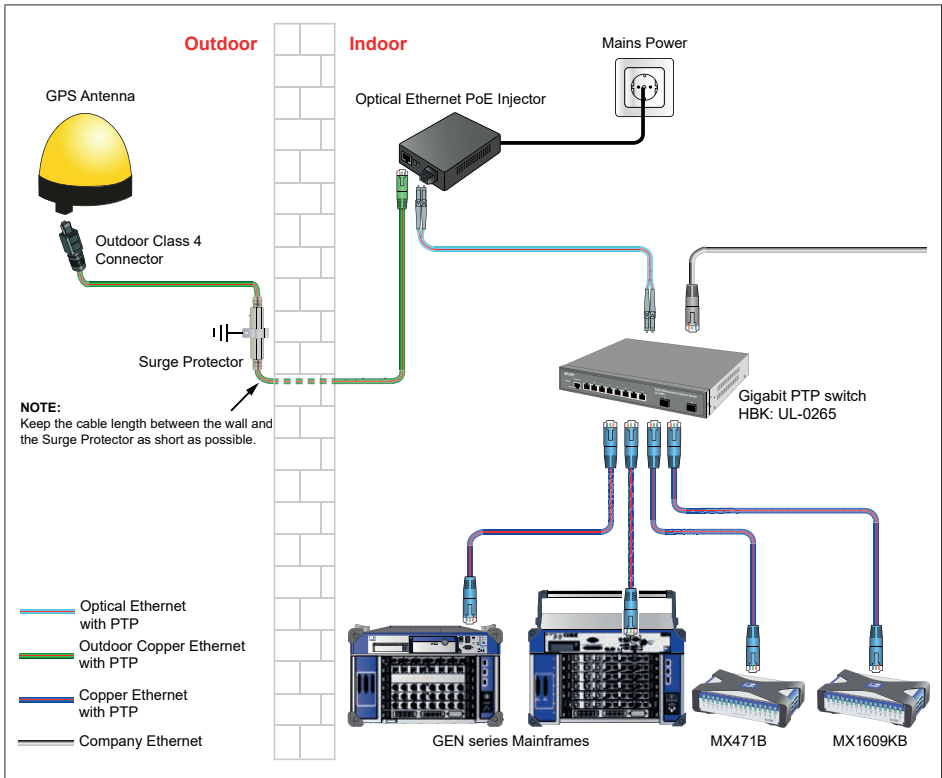 Outdoor
Indoor
Mains Power
GPS Antenna
Optical Ethernet PoE Injector
Outdoor Class 4
Connector
Surge Protector
NOTE:
Keep the cable length between the wall and
the Surge Protector as short as possible.
Gigabit PTP switch
HBK: UL-0265
Optical Ethernet
with PTP
Outdoor Copper Ethernet
with PTP
Copper Ethernet
with PTP
Company Ethernet
GEN series Mainframes
MX471B
MX1609KB